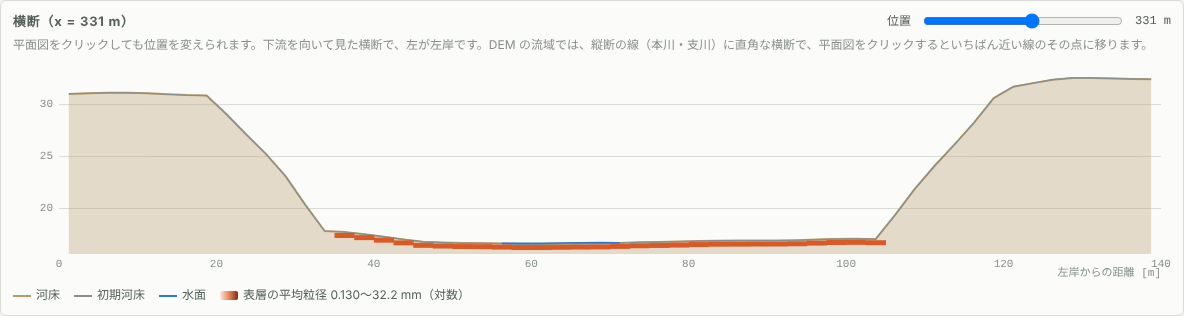 横断（x = 331 m） 位置 331 m
平面図をクリックしても位置を変えられます。下流を向いて見た横断で、左が左岸です。DEM の流域では、縦断の線（本川・支川）に直角な横断で、平面図をクリックするといちばん近い線のその点に移ります。
30
25
20
0 20 40 60 80 100 120 140
左岸からの距離 [m]
河床 初期河床 水面 表層の平均粒径 0.130〜32.2 mm（対数）